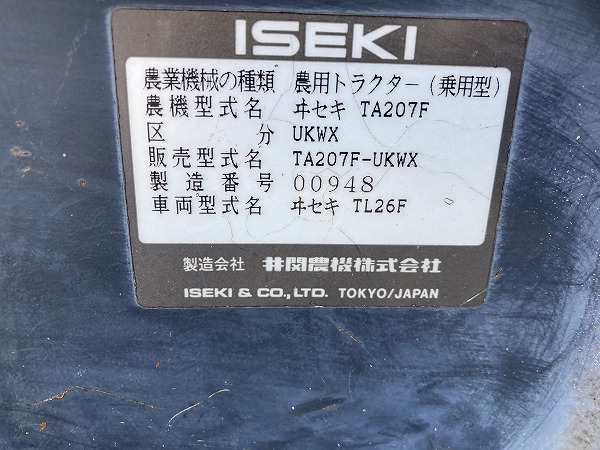 ISEKI
農業機械の種類 農用トラクター(乗用型)
農機型式名 ヰセキ TA207F
区分 UKWX
販売型式名 TA207F-UKWX
製造番号 00948
車両型式名 ヰセキ TL26F
製造会社 井関農機株式会社
ISEKI & CO., LTD. TOKYO/JAPAN